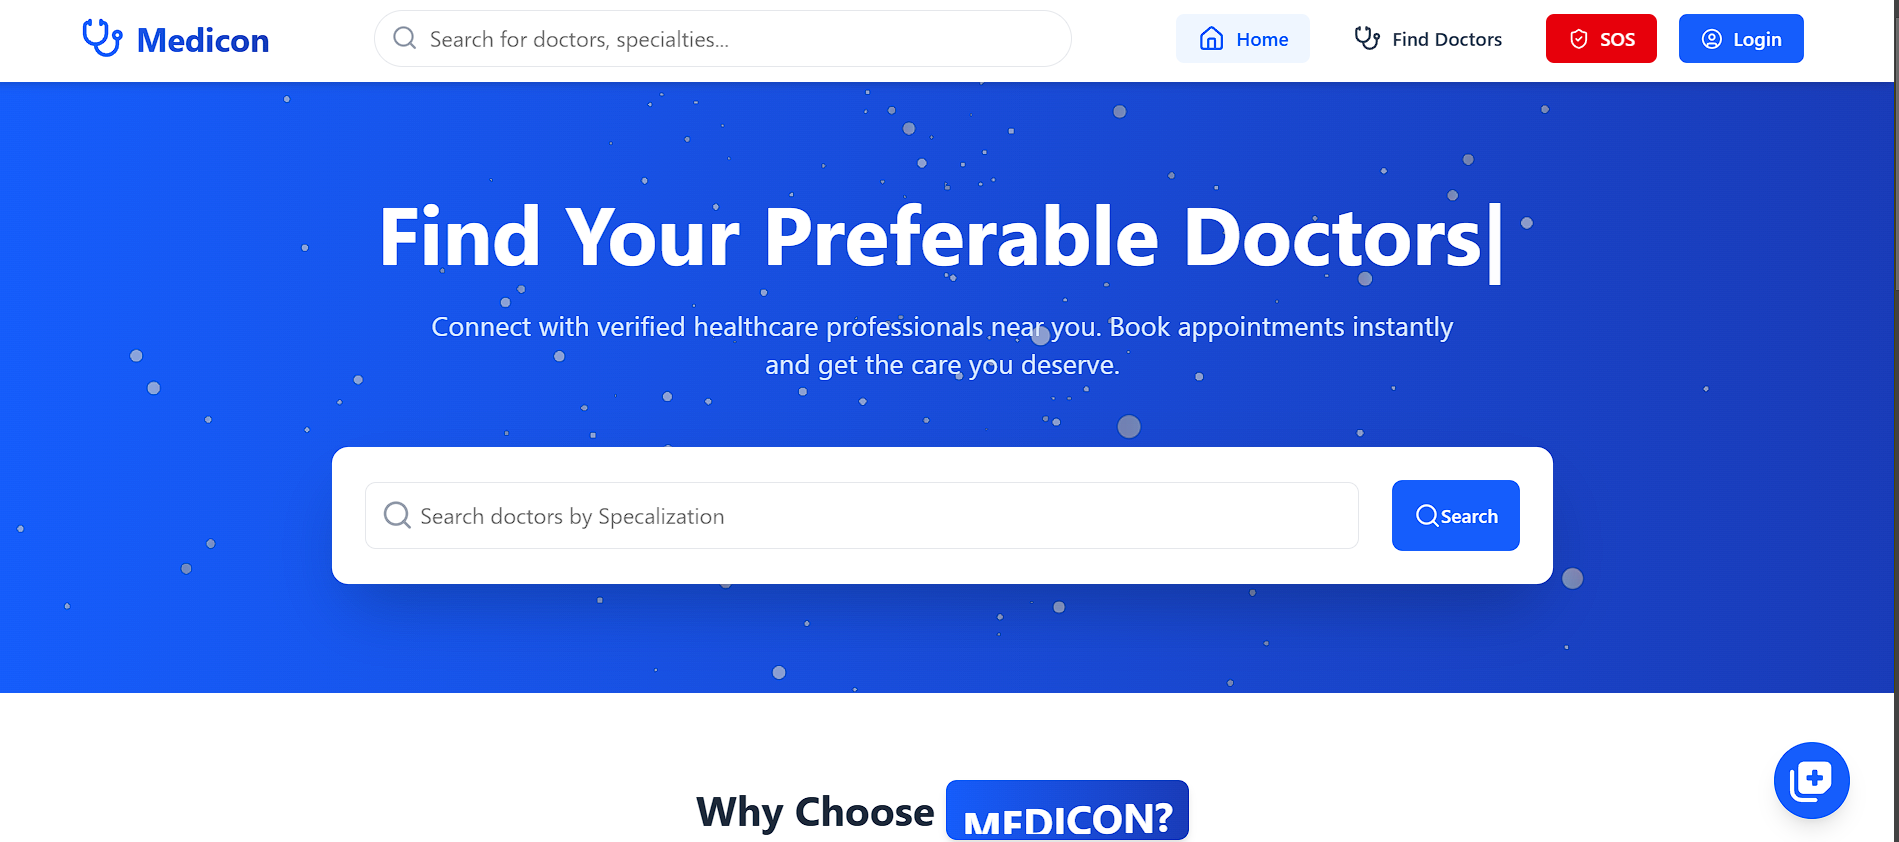 Medicon
Search for doctors, specialties...
Home
Find Doctors
SOS
Login
Find Your Preferable Doctors|
Connect with verified healthcare professionals near you. Book appointments instantly
and get the care you deserve.
Search doctors by Specalization
Search
Why Choose MEDICON?